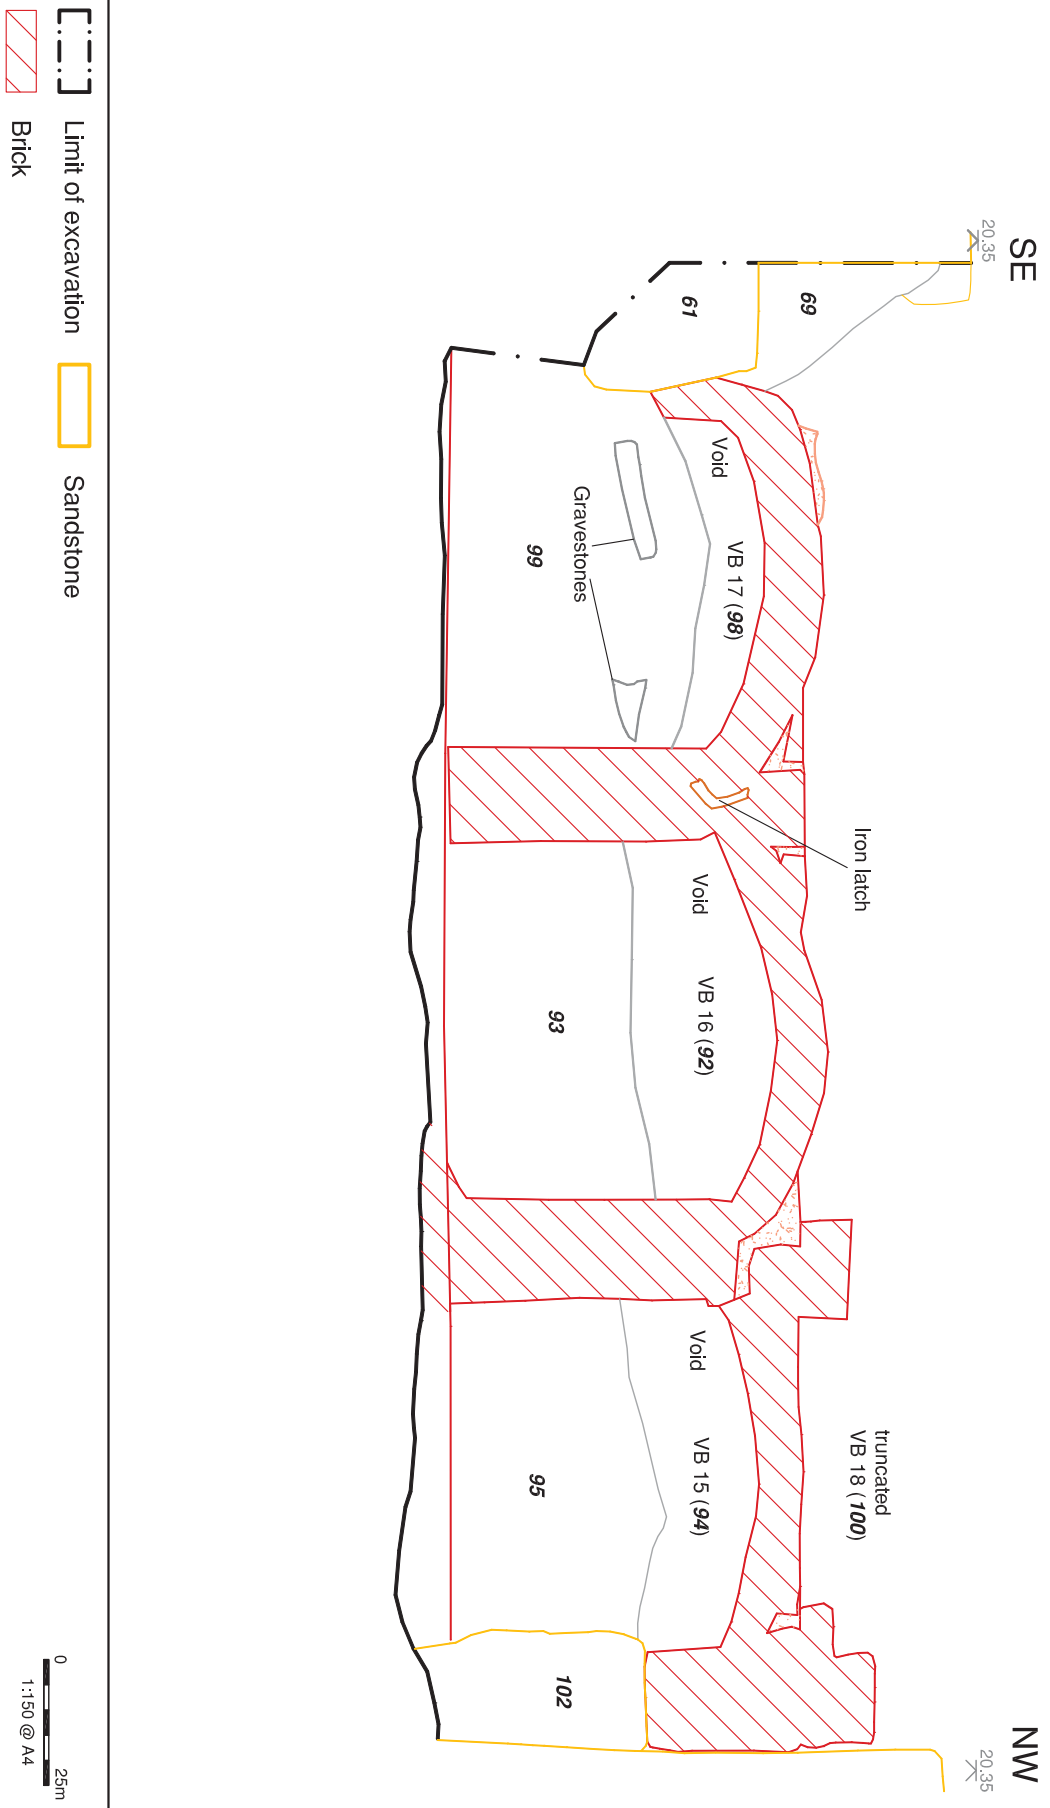 SE
NW
20.35
20.35
69
61
Void
VB 17 (98)
Gravestones
99
Iron latch
Void
VB 16 (92)
93
truncated
VB 18 (100)
Void
VB 15 (94)
95
102
Limit of excavation
Sandstone
Brick
0
25m
1:150 @ A4